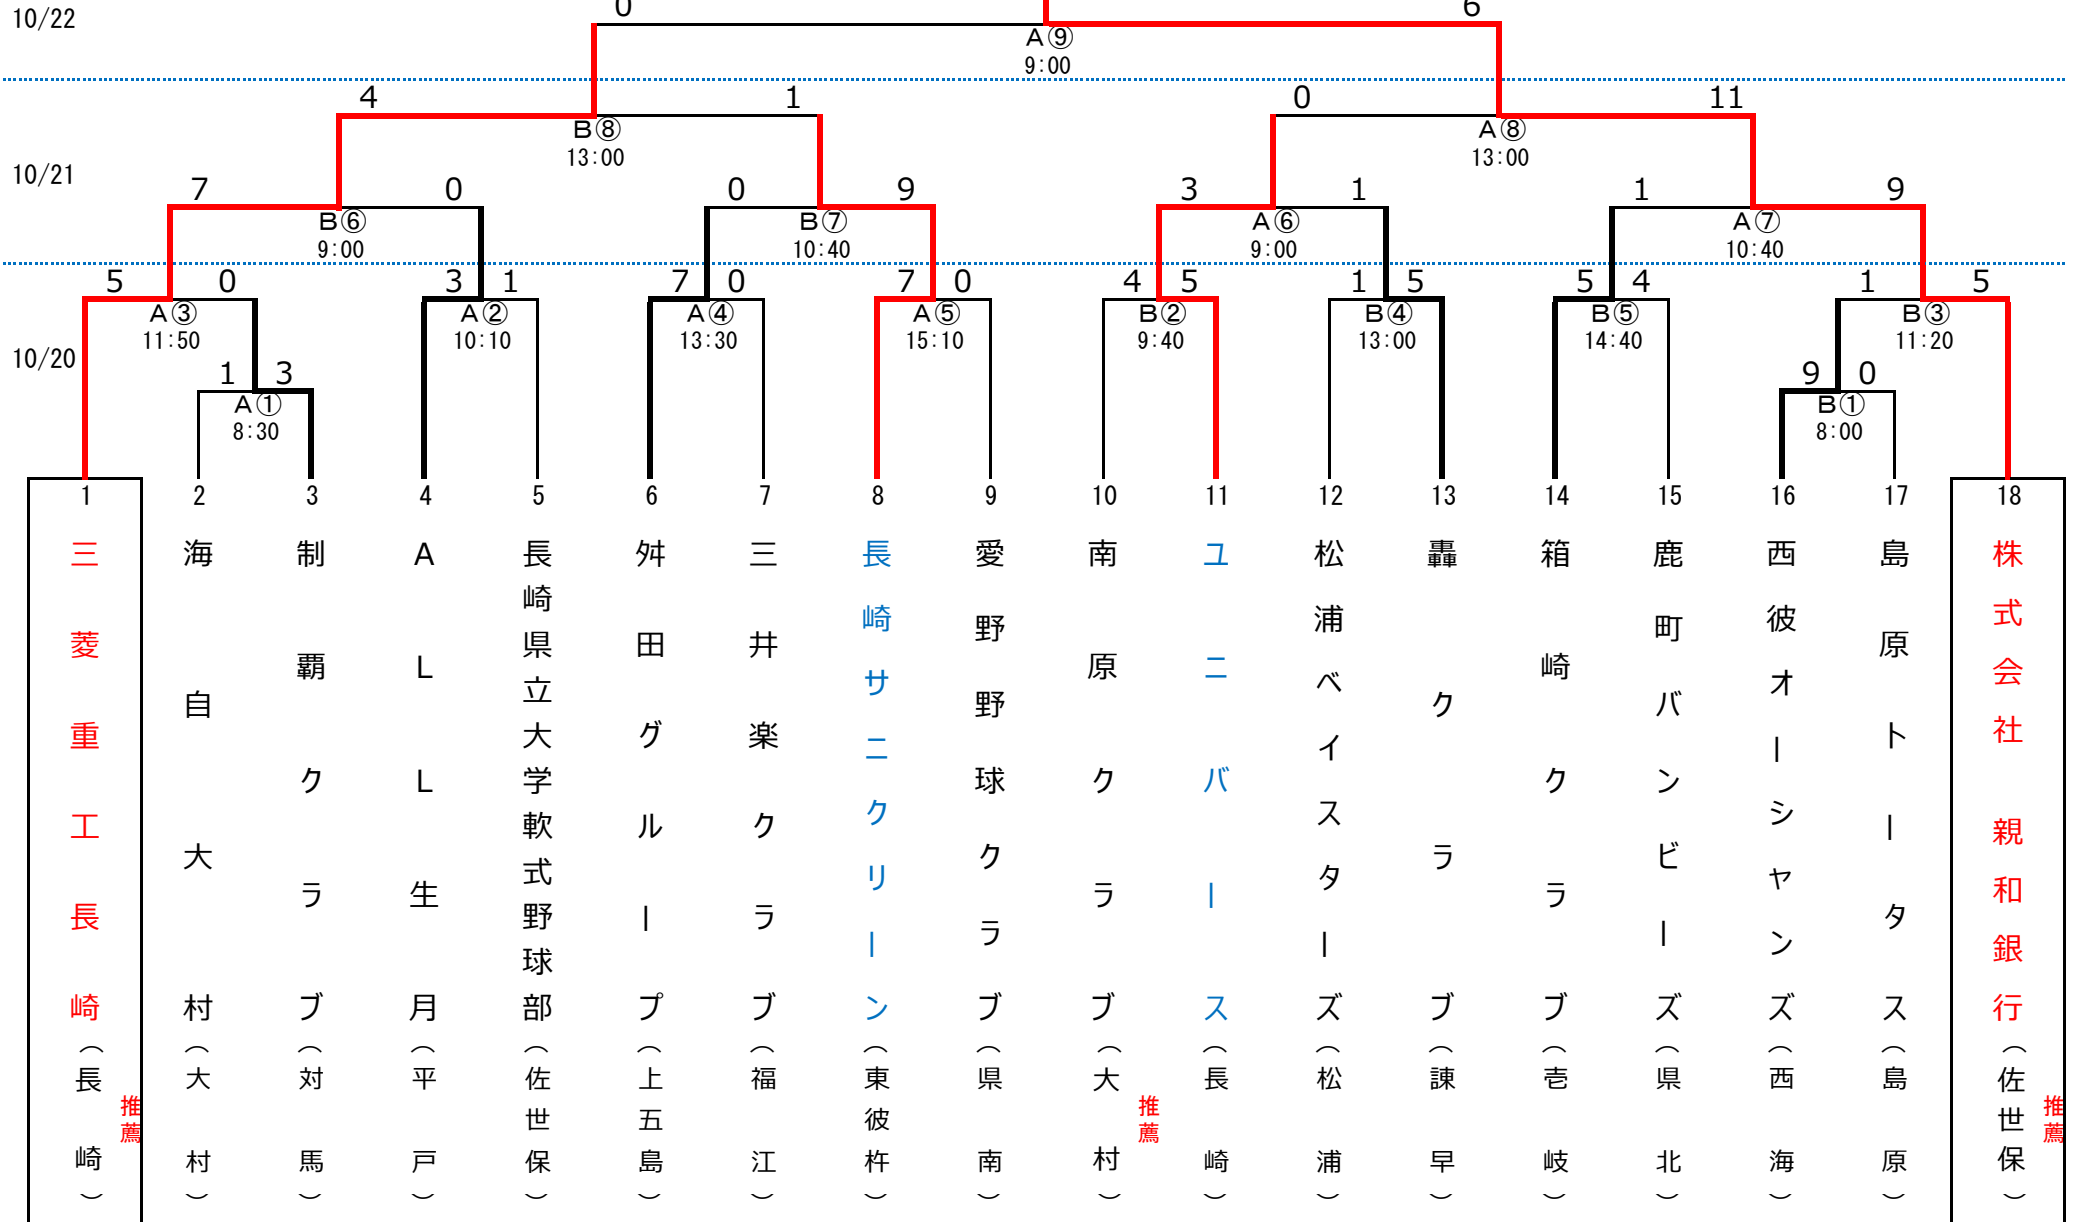 10/22
0 6
A⑨
9:00
4 1 0 11
B⑧ A⑧
13:00 13:00
10/21
7 0 0 9 3 1 1 9
B⑥ B⑦ A⑥ A⑦
9:00 10:40 9:00 10:40
5 0 3 1 7 0 7 0 4 5 1 5 5 4 1 5
A③ A② A④ A⑤ B② B④ B⑤ B③
11:50 10:10 13:30 15:10 9:40 13:00 14:40 11:20
10/20
1 3 9 0
A① B①
8:30 8:00
1 2 3 4 5 6 7 8 9 10 11 12 13 14 15 16 17 18
三菱重工長崎(長崎)
推薦
海自大村(大村)
制覇クラブ(対馬)
ALL生月(平戸)
長崎県立大学軟式野球部(佐世保)
舛田グループ(上五島)
三井楽クラブ(福江)
長崎サニクリーン(東彼杵)
愛野野球クラブ(県南)
南原クラブ(大村)
推薦
ユニバース(長崎)
松浦ベイスターズ(松浦)
轟クラブ(諫早)
箱崎クラブ(壱岐)
鹿町バンビーズ(県北)
西彼オーシャンズ(西海)
島原トータス(島原)
株式会社 親和銀行(佐世保)
推薦